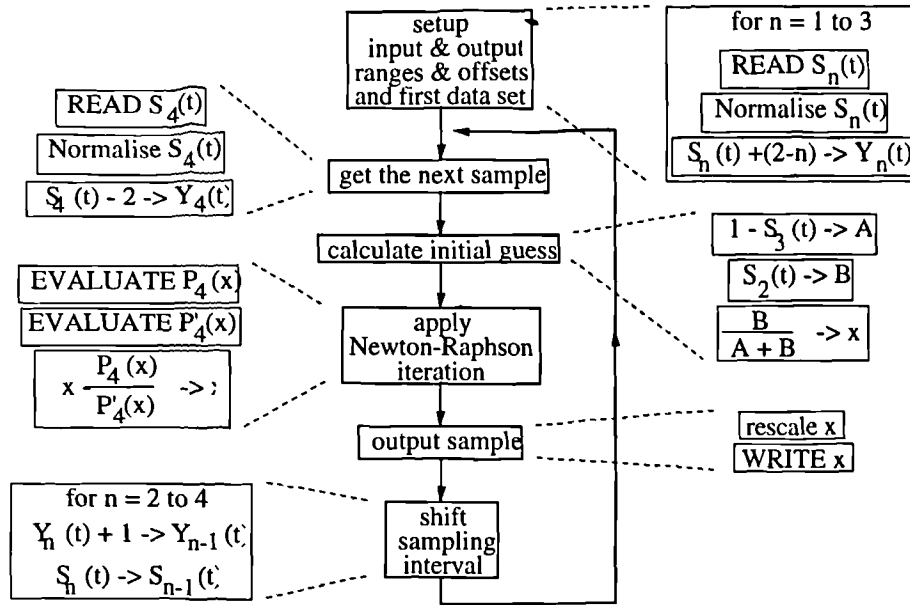 setup
input & output
ranges & offsets
and first data set
for n = 1 to 3
READ S_n(t)
Normalise S_n(t)
S_n(t) +(2-n) -> Y_n(t)
READ S_4(t)
Normalise S_4(t)
S_4(t) - 2 -> Y_4(t)
get the next sample
calculate initial guess
1 - S_3(t) -> A
S_2(t) -> B
B
A + B
-> x
EVALUATE P_4(x)
EVALUATE P'_4(x)
x - P_4(x)
P'_4(x)
->
apply
Newton-Raphson
iteration
output sample
rescale x
WRITE x
for n = 2 to 4
Y_n(t) + 1 -> Y_{n-1}(t)
S_n(t) -> S_{n-1}(t)
shift
sampling
interval